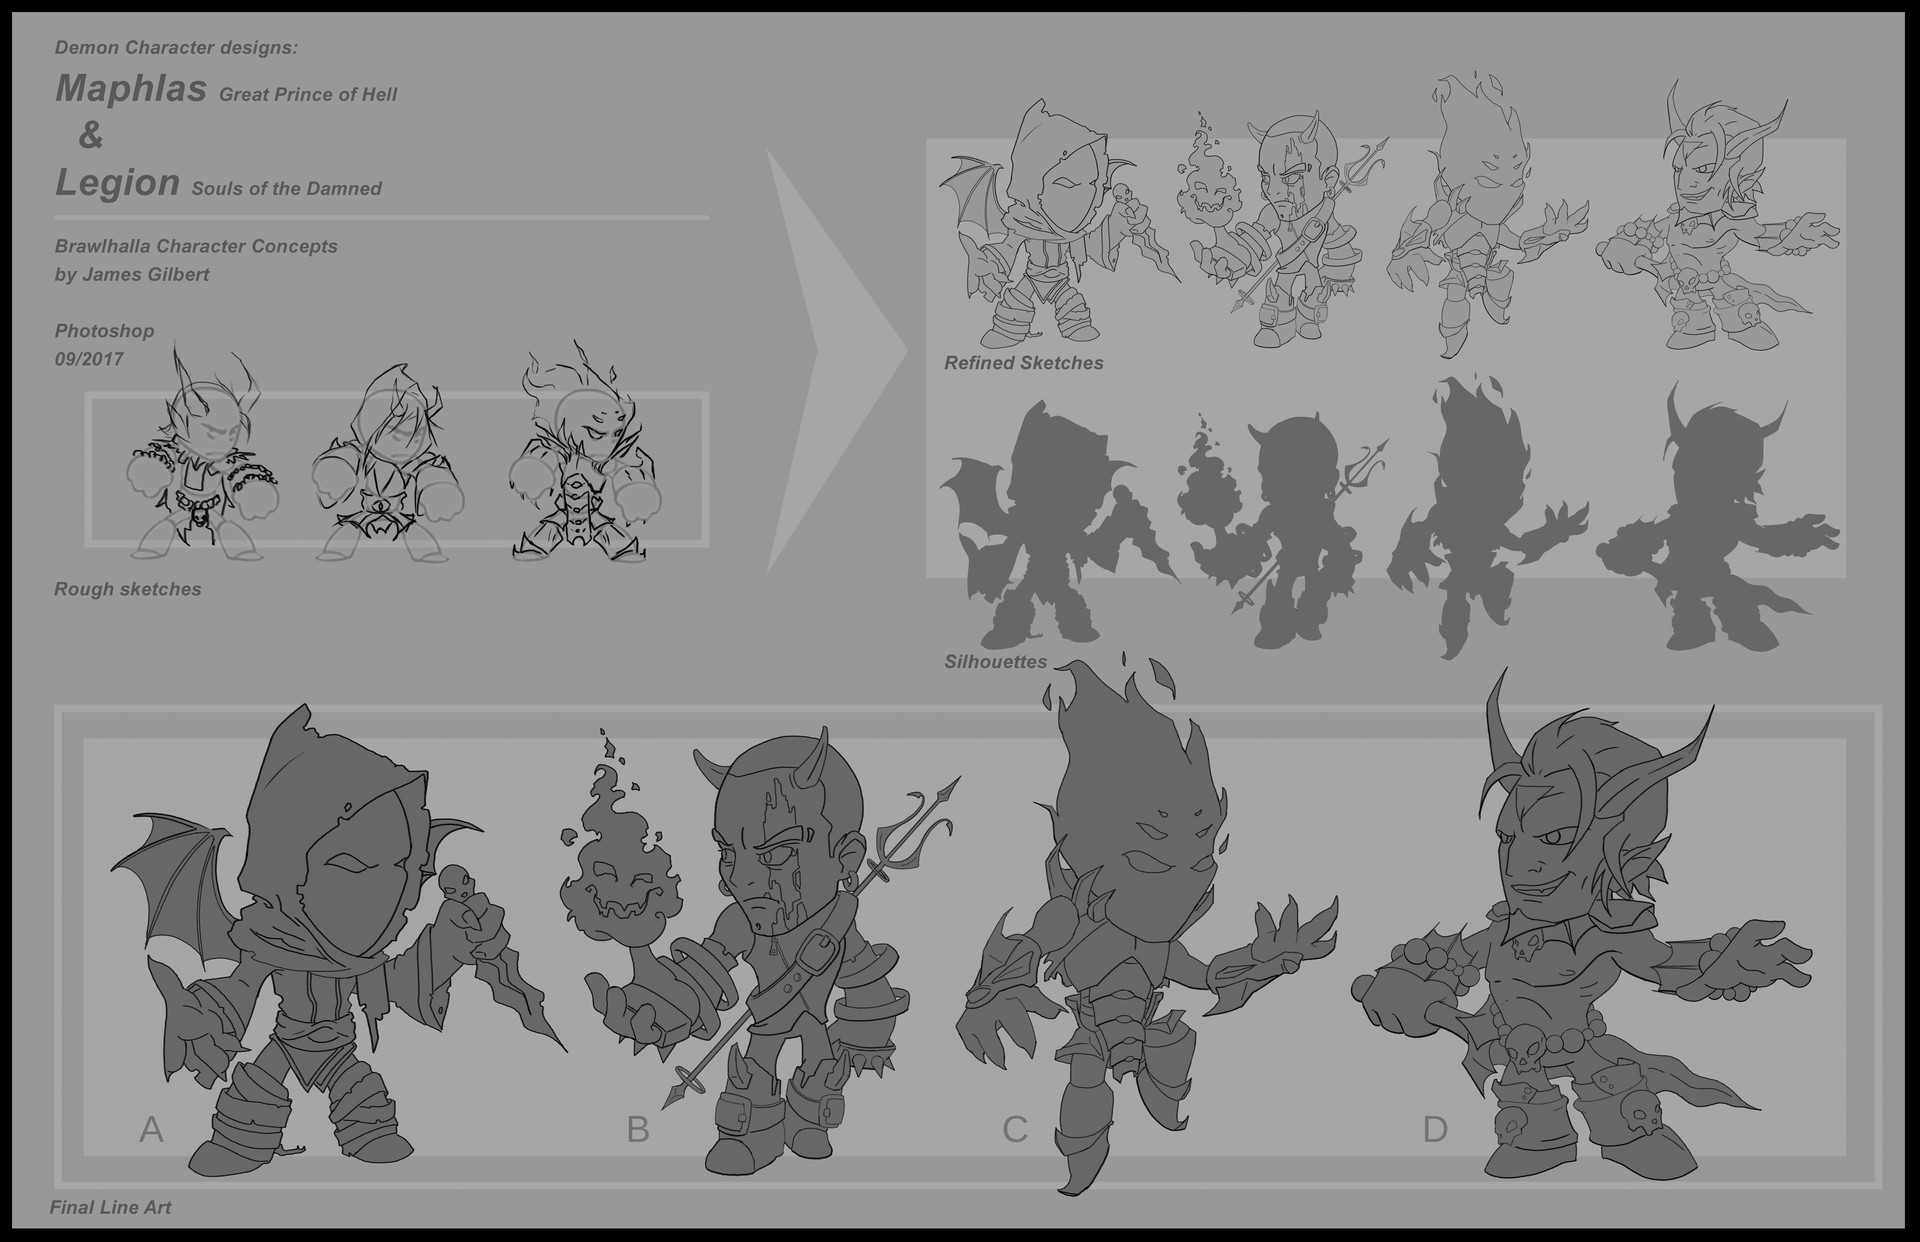 Demon Character designs:
Maphlas Great Prince of Hell
&
Legion Souls of the Damned
Brawlhalla Character Concepts
by James Gilbert
Photoshop
09/2017
Rough sketches
Refined Sketches
Silhouettes
A
B
C
D
Final Line Art